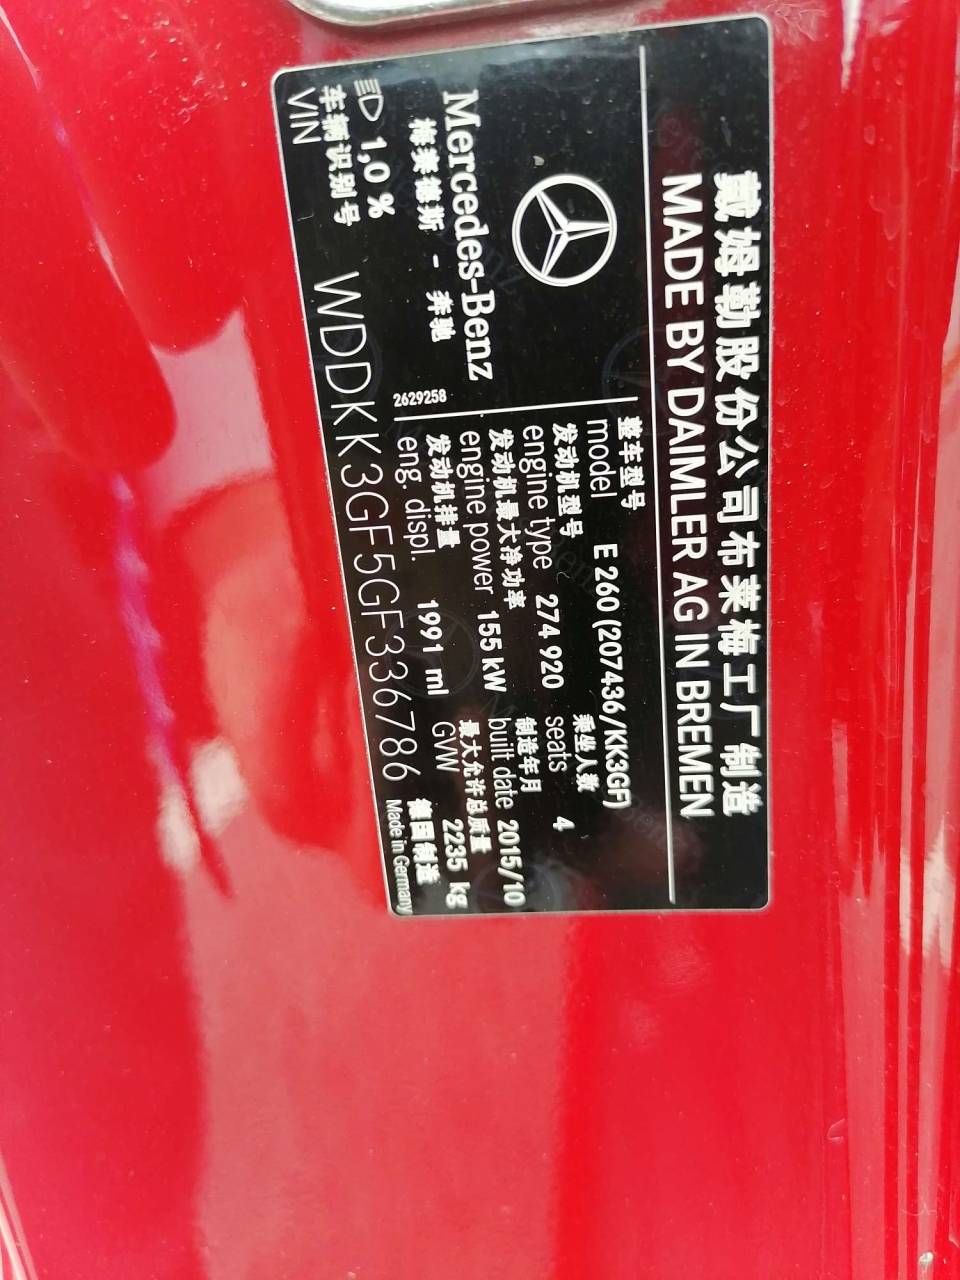 戴姆勒股份公司布莱梅工厂制造
MADE BY DAIMLER AG IN BREMEN
Mercedes-Benz
梅赛德斯 - 奔驰
1,0 %
2629258
整车型号
model E 260 (207436/KK3GF)
发动机型号
engine type 274 920
乘坐人数
seats 4
发动机最大净功率
engine power 155 kW
制造年月
built date 2015/10
发动机排量
eng. displ. 1991 ml
最大允许总质量
GVW 2235 kg
车辆识别号
VIN WDDKK3GF5GF336786
德国制造
Made in Germany